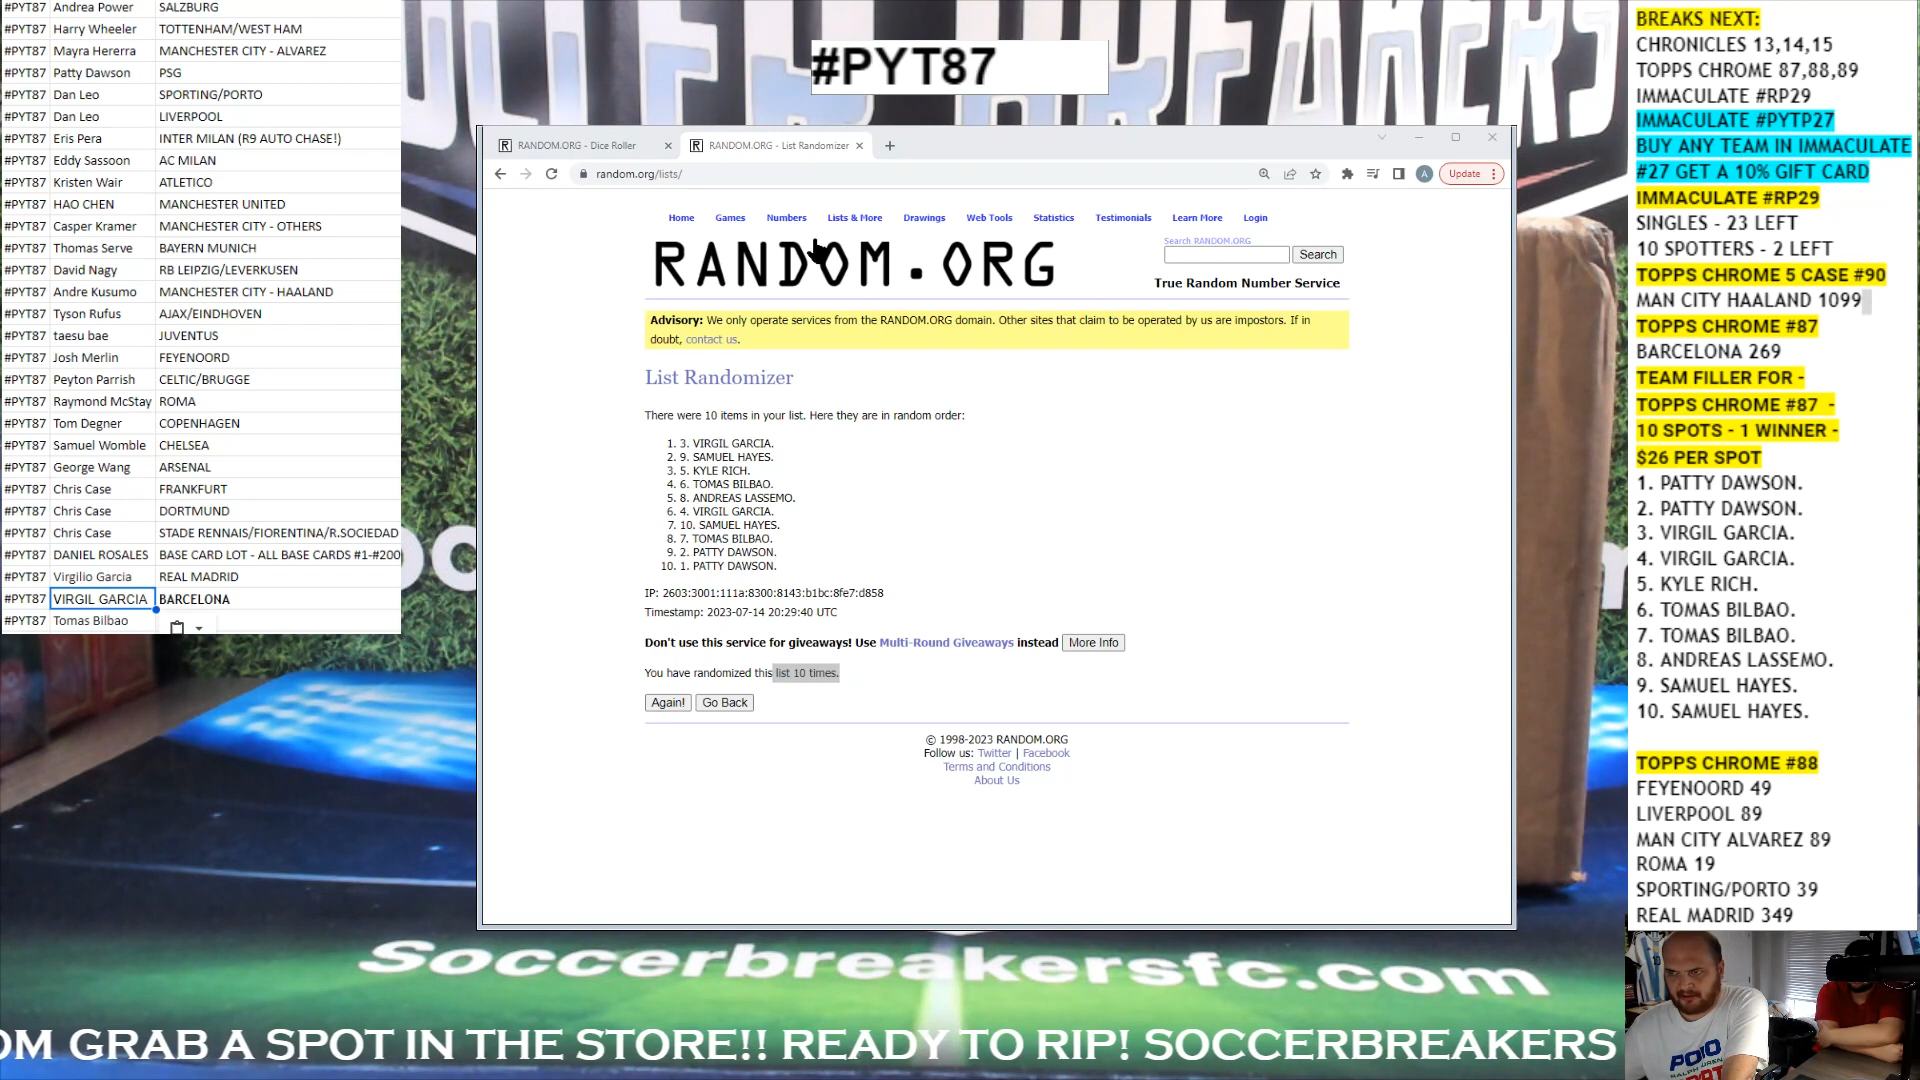 #PYT87 Andrea Power SALZBURG
#PYT87 Harry Wheeler TOTTENHAM/WEST HAM
#PYT87 Mayra Hererra MANCHESTER CITY - ALVAREZ
#PYT87 Patty Dawson PSG
#PYT87 Dan Leo SPORTING/PORTO
#PYT87 Dan Leo LIVERPOOL
#PYT87 Eris Pera INTER MILAN (R9 AUTO CHASE!)
#PYT87 Eddy Sassoon AC MILAN
#PYT87 Kristen Wair ATLETICO
#PYT87 HAO CHEN MANCHESTER UNITED
#PYT87 Casper Kramer MANCHESTER CITY - OTHERS
#PYT87 Thomas Serve BAYERN MUNICH
#PYT87 David Nagy RB LEIPZIG/LEVERKUSEN
#PYT87 Andre Kusumo MANCHESTER CITY - HAALAND
#PYT87 Tyson Rufus AJAX/EINDHOVEN
#PYT87 taesu bae JUVENTUS
#PYT87 Josh Merlin FEYENOORD
#PYT87 Peyton Parrish CELTIC/BRUGGE
#PYT87 Raymond McStay ROMA
#PYT87 Tom Degner COPENHAGEN
#PYT87 Samuel Womble CHELSEA
#PYT87 George Wang ARSENAL
#PYT87 Chris Case FRANKFURT
#PYT87 Chris Case DORTMUND
#PYT87 Chris Case STADE RENNAIS/FIORENTINA/R.SOCIEDAD
#PYT87 DANIEL ROSALES BASE CARD LOT - ALL BASE CARDS #1-#200
#PYT87 Virgilio Garcia REAL MADRID
#PYT87 VIRGIL GARCIA BARCELONA
#PYT87 Tomas Bilbao
#PYT87
RANDOM.ORG - Dice Roller
RANDOM.ORG - List Randomizer
random.org/lists/
A
Update
Home Games Numbers Lists & More Drawings Web Tools Statistics Testimonials Learn More Login
RANDOM.ORG
Search RANDOM.ORG
Search
True Random Number Service
Advisory: We only operate services from the RANDOM.ORG domain. Other sites that claim to be operated by us are impostors. If in
doubt, contact us.
List Randomizer
There were 10 items in your list. Here they are in random order:
1. 3. VIRGIL GARCIA.
2. 9. SAMUEL HAYES.
3. 5. KYLE RICH.
4. 6. TOMAS BILBAO.
5. 8. ANDREAS LASSEMO.
6. 4. VIRGIL GARCIA.
7. 10. SAMUEL HAYES.
8. 7. TOMAS BILBAO.
9. 2. PATTY DAWSON.
10. 1. PATTY DAWSON.
IP: 2603:3001:111a:8300:8143:b1bc:8fe7:d858
Timestamp: 2023-07-14 20:29:40 UTC
Don't use this service for giveaways! Use Multi-Round Giveaways instead More Info
You have randomized this list 10 times.
Again! Go Back
© 1998-2023 RANDOM.ORG
Follow us: Twitter | Facebook
Terms and Conditions
About Us
BREAKS NEXT:
CHRONICLES 13,14,15
TOPPS CHROME 87,88,89
IMMACULATE #RP29
IMMACULATE #PYTP27
BUY ANY TEAM IN IMMACULATE
#27 GET A 10% GIFT CARD
IMMACULATE #RP29
SINGLES - 23 LEFT
10 SPOTTERS - 2 LEFT
TOPPS CHROME 5 CASE #90
MAN CITY HAALAND 1099
TOPPS CHROME #87
BARCELONA 269
TEAM FILLER FOR -
TOPPS CHROME #87 -
10 SPOTS - 1 WINNER -
$26 PER SPOT
1. PATTY DAWSON.
2. PATTY DAWSON.
3. VIRGIL GARCIA.
4. VIRGIL GARCIA.
5. KYLE RICH.
6. TOMAS BILBAO.
7. TOMAS BILBAO.
8. ANDREAS LASSEMO.
9. SAMUEL HAYES.
10. SAMUEL HAYES.
TOPPS CHROME #88
FEYENOORD 49
LIVERPOOL 89
MAN CITY ALVAREZ 89
ROMA 19
SPORTING/PORTO 39
REAL MADRID 349
Soccerbreakersfc.com
OM GRAB A SPOT IN THE STORE!! READY TO RIP! SOCCERBREAKERS
POLO